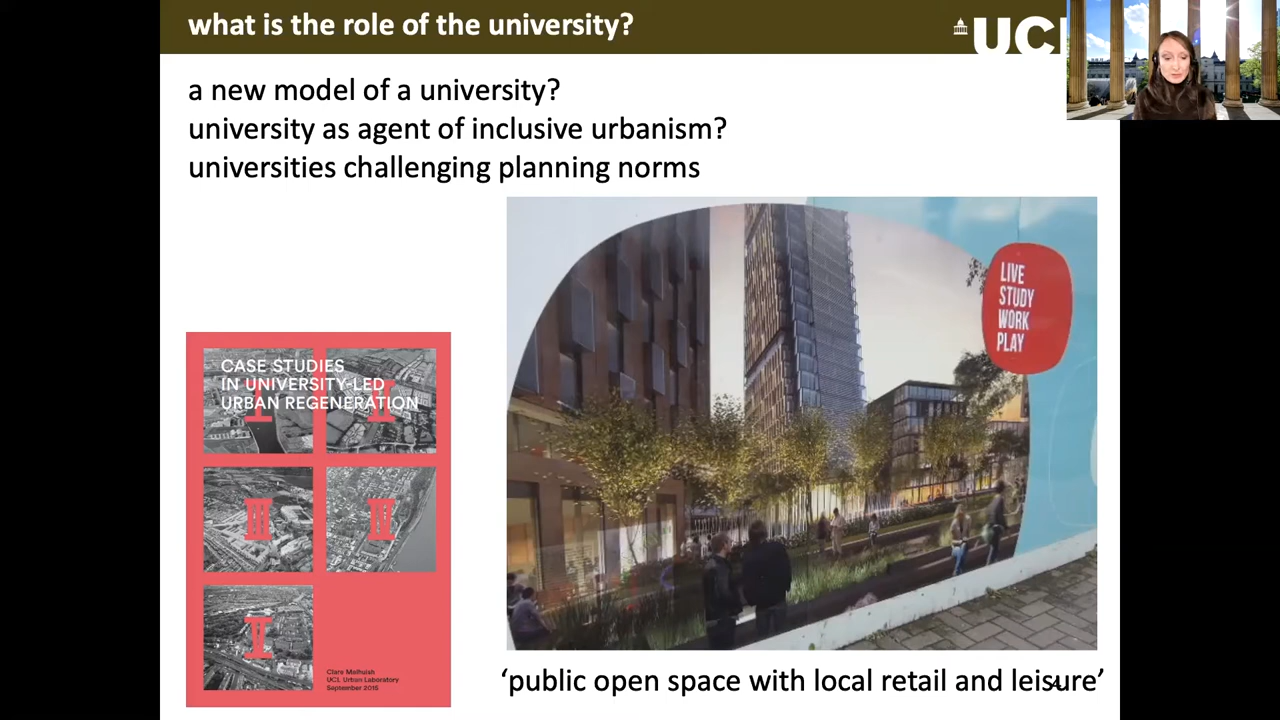 what is the role of the university?
UCL
a new model of a university?
university as agent of inclusive urbanism?
universities challenging planning norms
LIVE
STUDY
WORK
PLAY
CASE STUDIES
IN UNIVERSITY-LED
URBAN REGENERATION
I
II
III
IV
V
Clare Melhuish
UCL Urban Laboratory
September 2015
‘public open space with local retail and leisure’
4